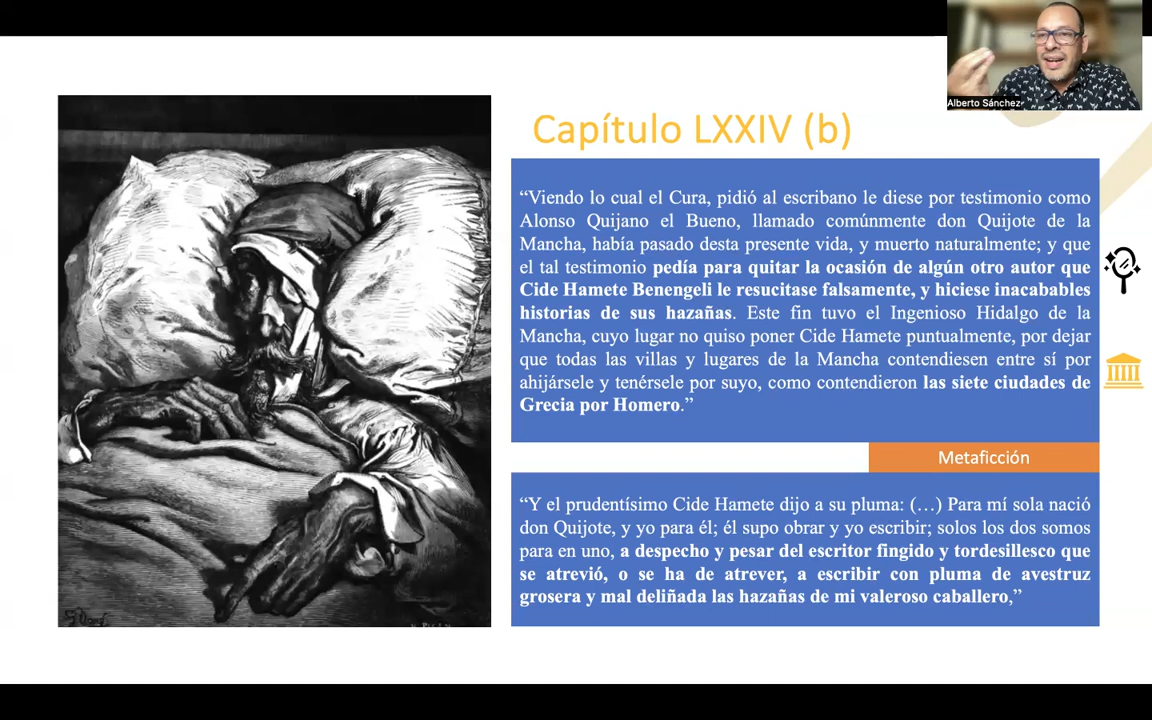 Alberto Sánchez
Capítulo LXXIV (b)
“Viendo lo cual el Cura, pidió al escribano le diese por testimonio como
Alonso Quijano el Bueno, llamado comúnmente don Quijote de la
Mancha, había pasado desta presente vida, y muerto naturalmente; y que
el tal testimonio pedía para quitar la ocasión de algún otro autor que
Cide Hamete Benengeli le resucitase falsamente, y hiciese inacabables
historias de sus hazañas. Este fin tuvo el Ingenioso Hidalgo de la
Mancha, cuyo lugar no quiso poner Cide Hamete puntualmente, por dejar
que todas las villas y lugares de la Mancha contendiesen entre sí por
ahijársele y tenérsele por suyo, como contendieron las siete ciudades de
Grecia por Homero.”
Metaficción
“Y el prudentísimo Cide Hamete dijo a su pluma: (…) Para mí sola nació
don Quijote, y yo para él; él supo obrar y yo escribir; solos los dos somos
para en uno, a despecho y pesar del escritor fingido y tordesillesco que
se atrevió, o se ha de atrever, a escribir con pluma de avestruz
grosera y mal deliñada las hazañas de mi valeroso caballero,”